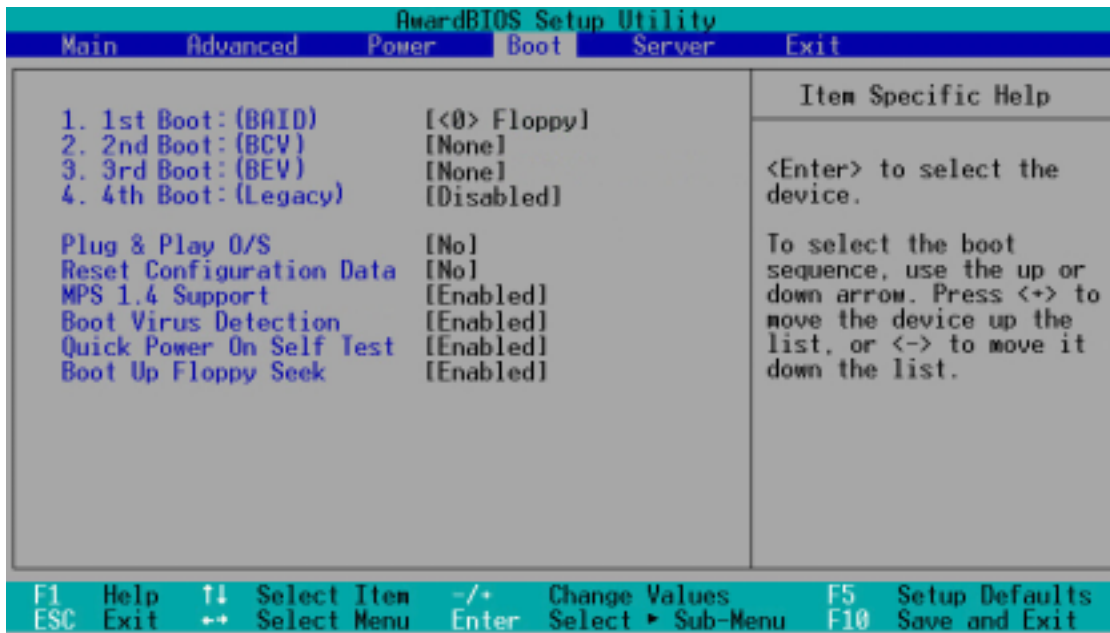 AwardBIOS Setup Utility
Main Advanced Power Boot Server Exit
1. 1st Boot:(BAID) [<0> Floppy]
2. 2nd Boot:(BCV) [None]
3. 3rd Boot:(BEV) [None]
4. 4th Boot:(Legacy) [Disabled]
Plug & Play O/S [No]
Reset Configuration Data [No]
MPS 1.4 Support [Enabled]
Boot Virus Detection [Enabled]
Quick Power On Self Test [Enabled]
Boot Up Floppy Seek [Enabled]
Item Specific Help
<Enter> to select the
device.
To select the boot
sequence, use the up or
down arrow. Press <+> to
move the device up the
list, or <-> to move it
down the list.
F1 Help ↑↓ Select Item -/+ Change Values F5 Setup Defaults
ESC Exit ←→ Select Menu Enter Select ► Sub-Menu F10 Save and Exit